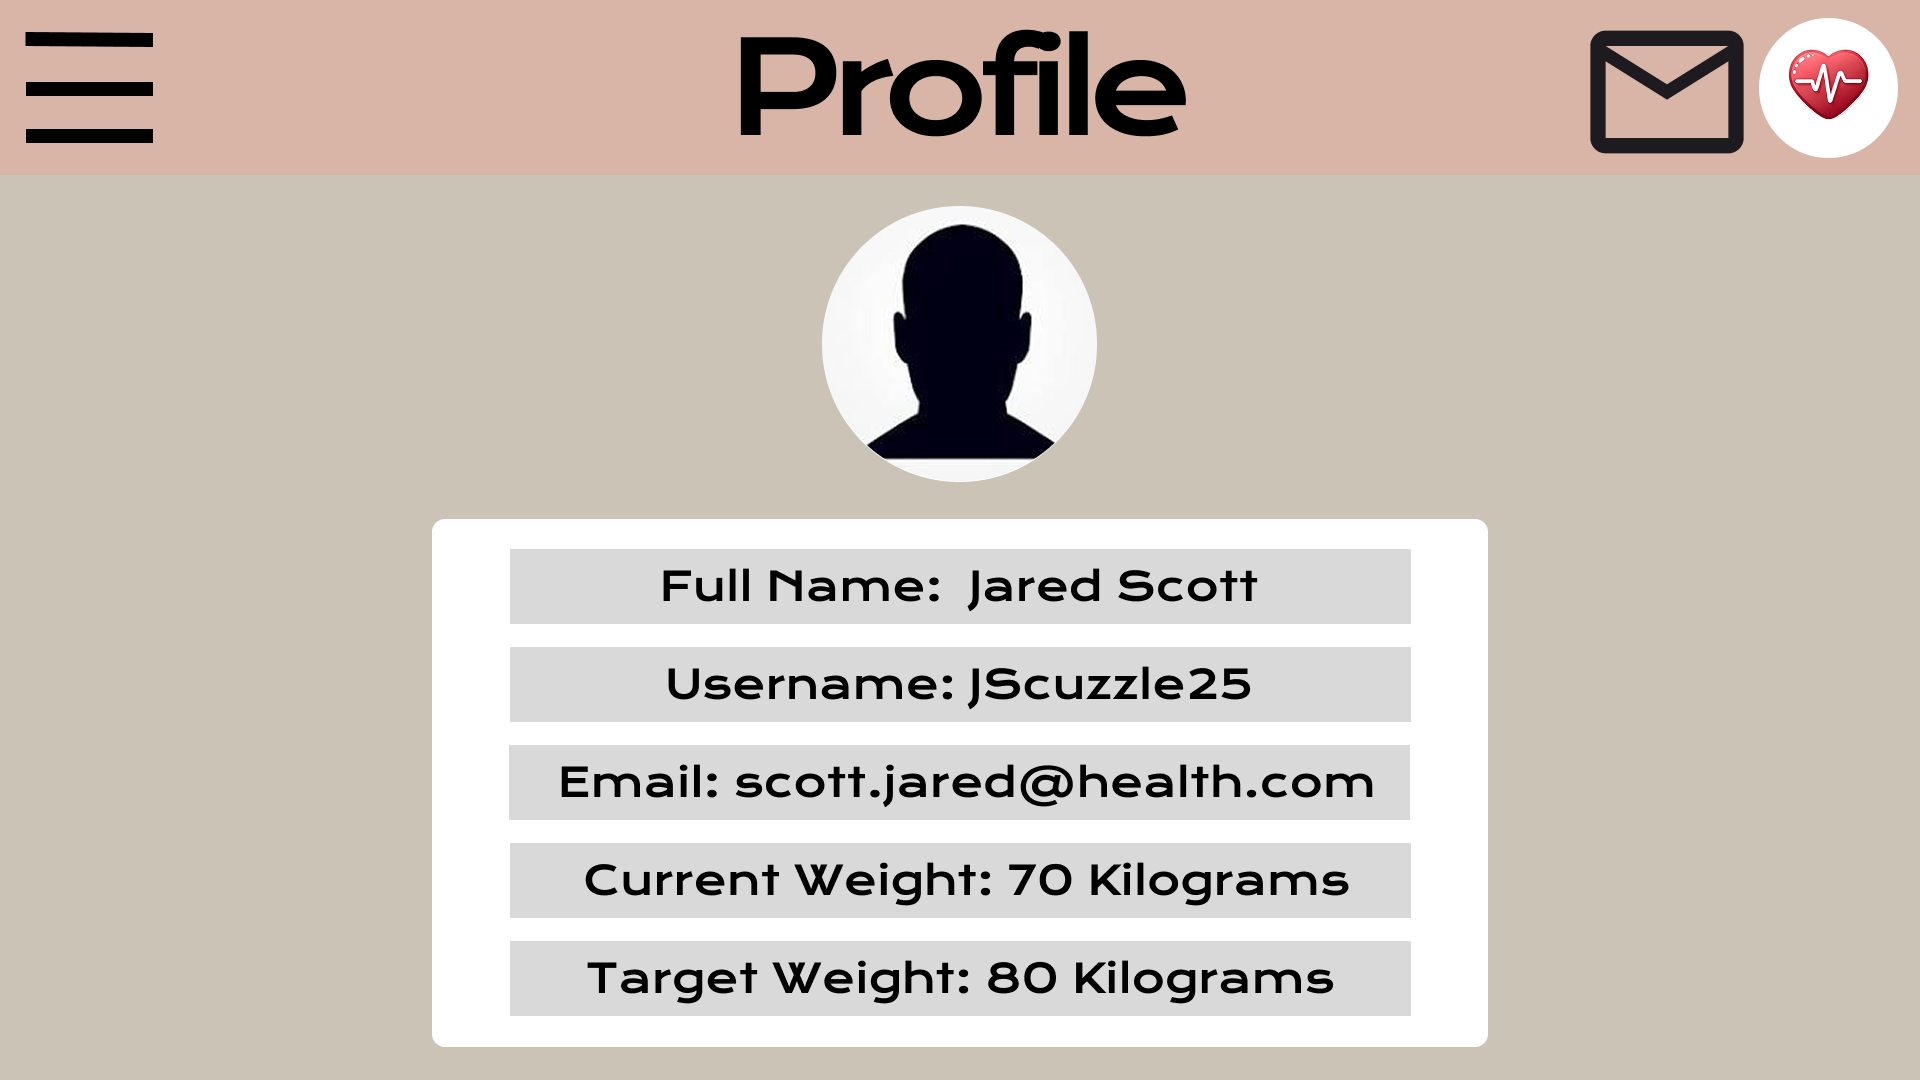 Profile
Full Name:  Jared Scott
Username: JScuzzle25
Email: scott.jared@health.com
Current Weight: 70 Kilograms
Target Weight: 80 Kilograms